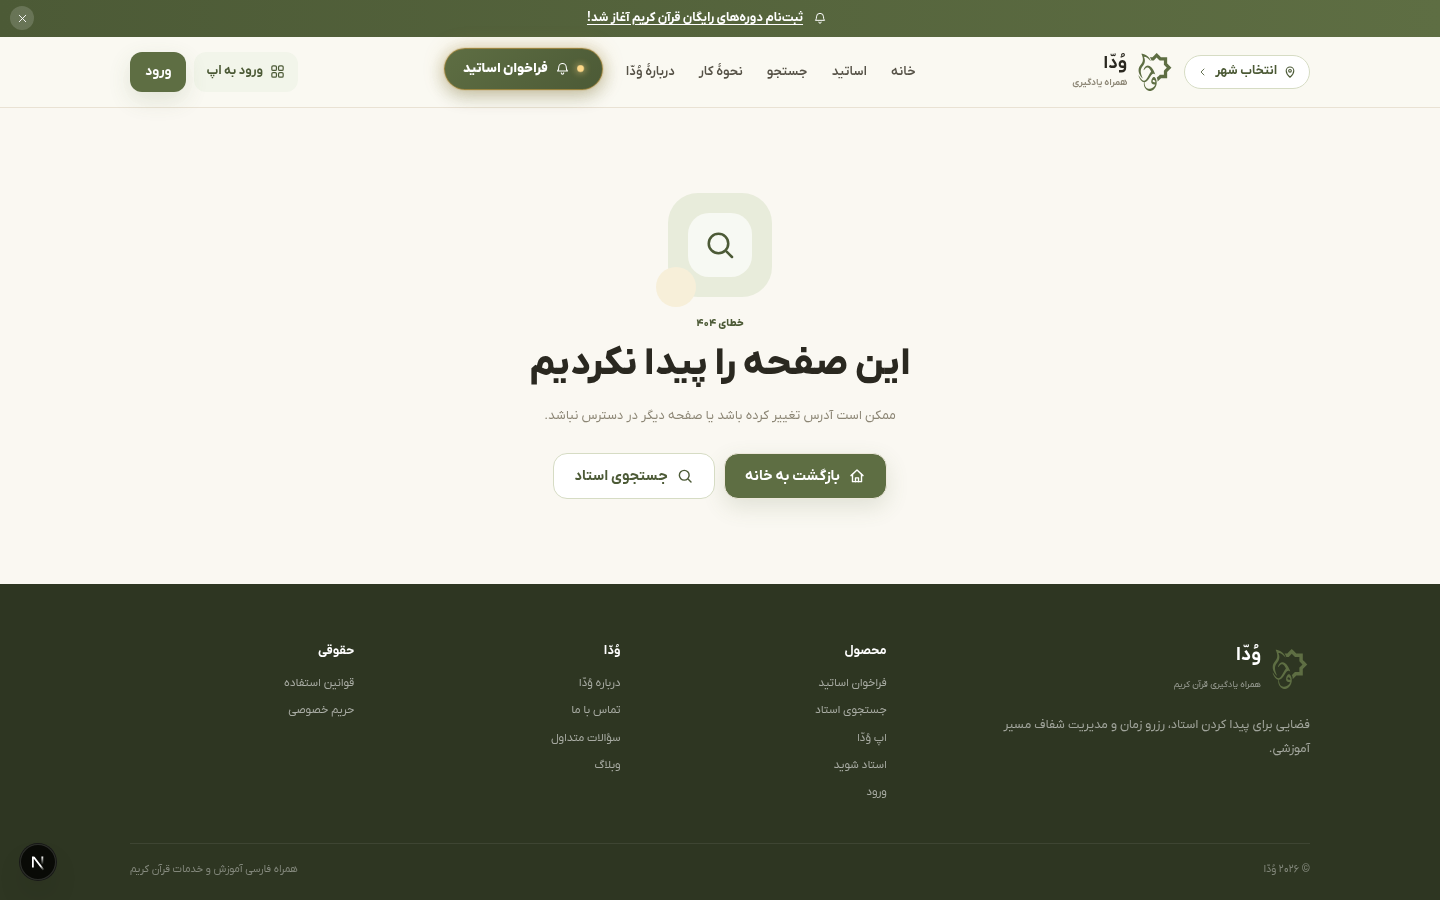 ثبت‌نام دوره‌های رایگان قرآن کریم آغاز شد!
انتخاب شهر
وُدّا
همراه یادگیری
خانه
اساتید
جستجو
نحوهٔ کار
دربارهٔ وُدّا
فراخوان اساتید
ورود به اپ
ورود
خطای ۴۰۴
این صفحه را پیدا نکردیم
ممکن است آدرس تغییر کرده باشد یا صفحه دیگر در دسترس نباشد.
بازگشت به خانه
جستجوی استاد
وُدّا
همراه یادگیری قرآن کریم
فضایی برای پیدا کردن استاد، رزرو زمان و مدیریت شفاف مسیر
آموزشی.
محصول
فراخوان اساتید
جستجوی استاد
اپ وُدّا
استاد شوید
ورود
وُدّا
درباره وُدّا
تماس با ما
سؤالات متداول
وبلاگ
حقوقی
قوانین استفاده
حریم خصوصی
© ۲۰۲۶ وُدّا
همراه فارسی آموزش و خدمات قرآن کریم
N